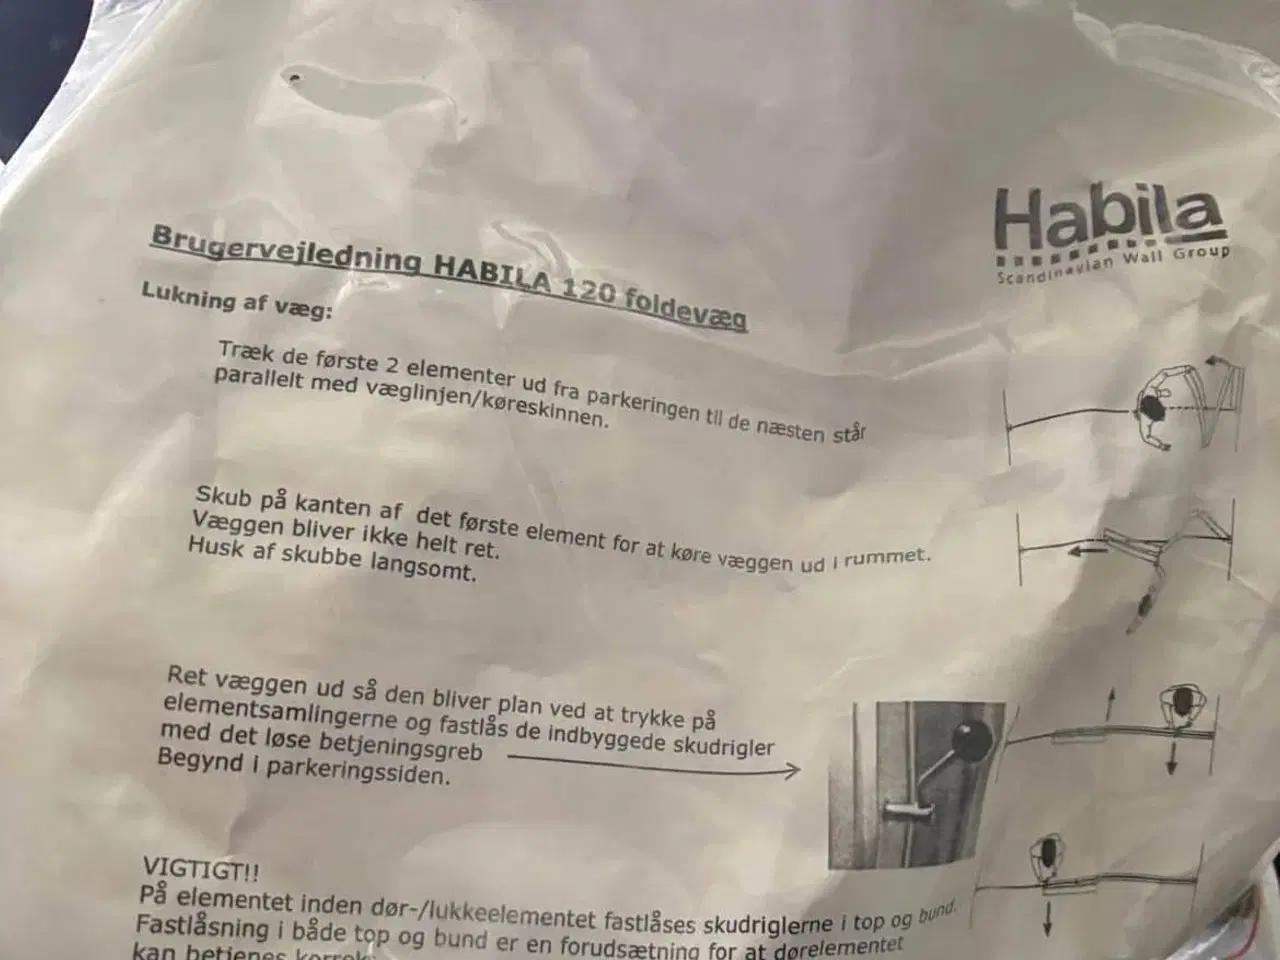 Habila
Scandinavian Wall Group
Brugervejledning HABILA 120 foldevæg
Lukning af væg:
Træk de første 2 elementer ud fra parkeringen til de næsten står
parallelt med væglinjen/køreskinnen.
Skub på kanten af det første element for at køre væggen ud i rummet.
Væggen bliver ikke helt ret.
Husk af skubbe langsomt.
Ret væggen ud så den bliver plan ved at trykke på
elementsamlingerne og fastlås de indbyggede skudrigler
med det løse betjeningsgreb
Begynd i parkeringssiden.
VIGTIGT!!
På elementet inden dør-/lukkeelementet fastlåses skudriglerne i top og bund.
Fastlåsning i både top og bund er en forudsætning for at dørelementet
kan betjenes